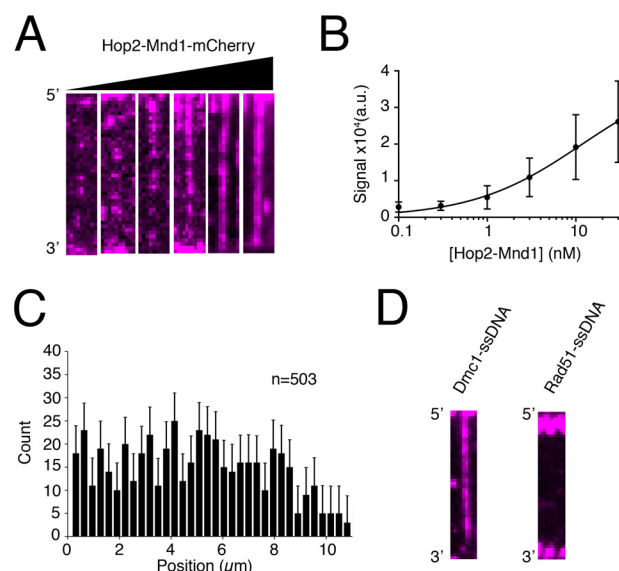 A
Hop2-Mnd1-mCherry
5'
3'
B
Signal x10⁴(a.u.)
4
3
2
1
0
0.1
1
10
[Hop2-Mnd1] (nM)
C
n=503
Count
40
35
30
25
20
15
10
5
0
0
2
4
6
8
10
Position (µm)
D
Dmc1-ssDNA
Rad51-ssDNA
5'
3'
5'
3'